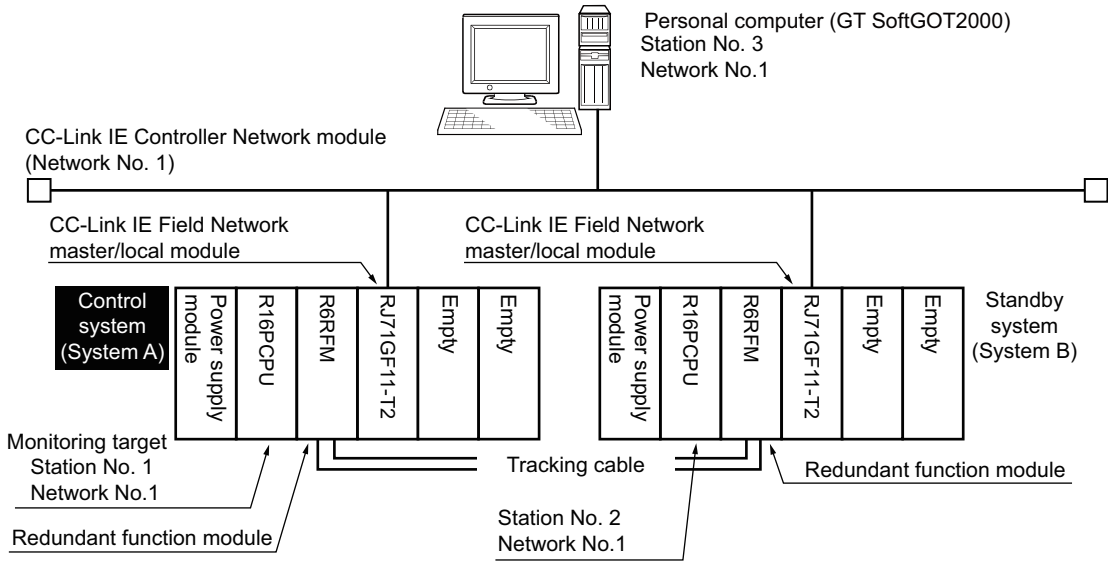 Personal computer (GT SoftGOT2000)
Station No. 3
Network No.1
CC-Link IE Controller Network module
(Network No. 1)
CC-Link IE Field Network
master/local module
CC-Link IE Field Network
master/local module
Control
system
(System A)
Power supply
module
R16PCPU
R6RFM
RJ71GF11-T2
Empty
Empty
Power supply
module
R16PCPU
R6RFM
RJ71GF11-T2
Empty
Empty
Standby
system
(System B)
Monitoring target
Station No. 1
Network No.1
Tracking cable
Redundant function module
Redundant function module
Station No. 2
Network No.1